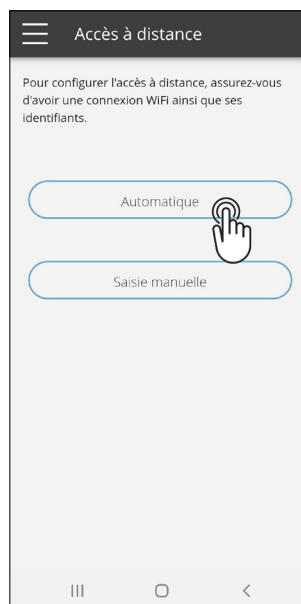 Accès à distance
Pour configurer l'accès à distance, assurez-vous
d'avoir une connexion WiFi ainsi que ses
identifiants.
Automatique
Saisie manuelle